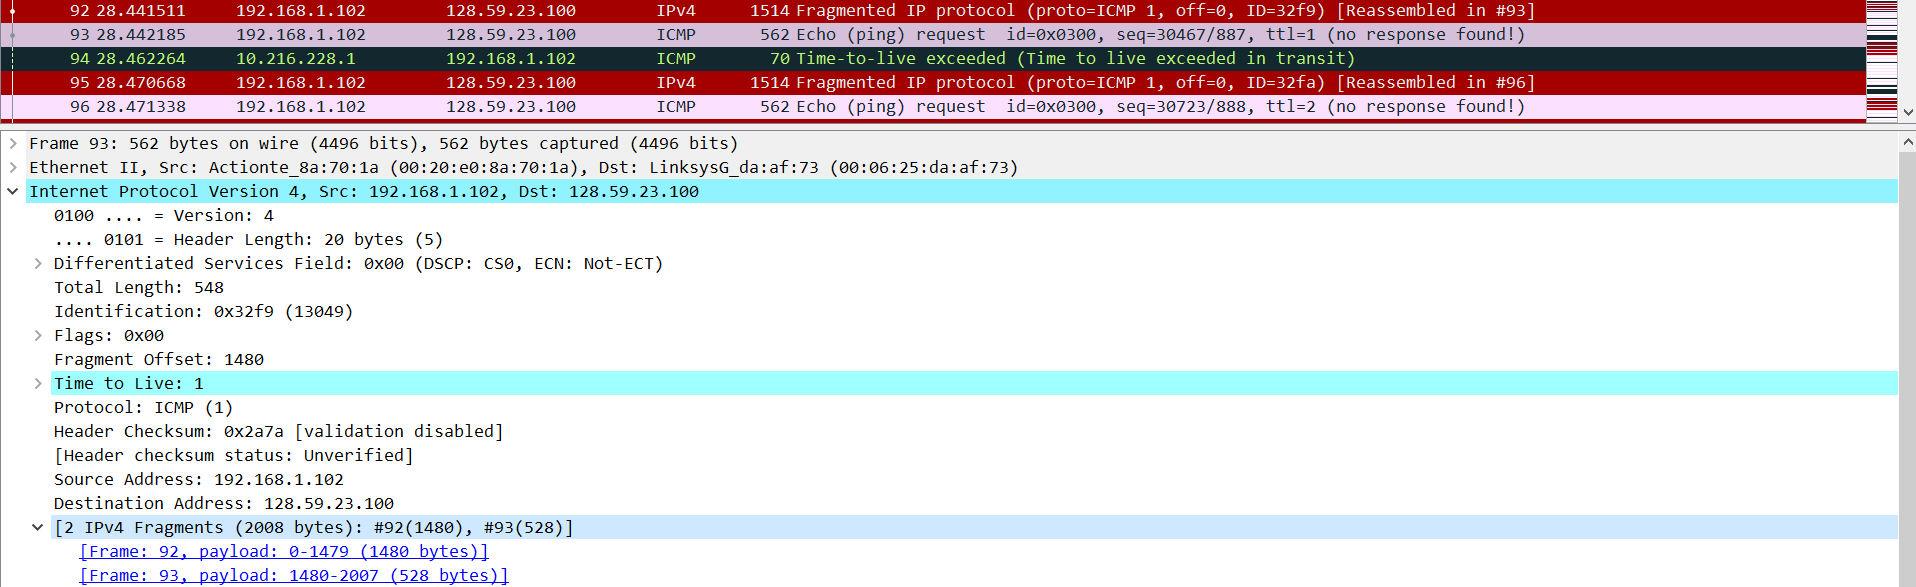 92 28.441511 192.168.1.102 128.59.23.100 IPv4 1514 Fragmented IP protocol (proto=ICMP 1, off=0, ID=32f9) [Reassembled in #93]
93 28.442185 192.168.1.102 128.59.23.100 ICMP 562 Echo (ping) request id=0x0300, seq=30467/887, ttl=1 (no response found!)
94 28.462264 10.216.228.1 192.168.1.102 ICMP 70 Time-to-live exceeded (Time to live exceeded in transit)
95 28.470668 192.168.1.102 128.59.23.100 IPv4 1514 Fragmented IP protocol (proto=ICMP 1, off=0, ID=32fa) [Reassembled in #96]
96 28.471338 192.168.1.102 128.59.23.100 ICMP 562 Echo (ping) request id=0x0300, seq=30723/888, ttl=2 (no response found!)
Frame 93: 562 bytes on wire (4496 bits), 562 bytes captured (4496 bits)
Ethernet II, Src: Actionte_8a:70:1a (00:20:e0:8a:70:1a), Dst: LinksysG_da:af:73 (00:06:25:da:af:73)
Internet Protocol Version 4, Src: 192.168.1.102, Dst: 128.59.23.100
0100 .... = Version: 4
.... 0101 = Header Length: 20 bytes (5)
Differentiated Services Field: 0x00 (DSCP: CS0, ECN: Not-ECT)
Total Length: 548
Identification: 0x32f9 (13049)
Flags: 0x00
Fragment Offset: 1480
Time to Live: 1
Protocol: ICMP (1)
Header Checksum: 0x2a7a [validation disabled]
[Header checksum status: Unverified]
Source Address: 192.168.1.102
Destination Address: 128.59.23.100
[2 IPv4 Fragments (2008 bytes): #92(1480), #93(528)]
[Frame: 92, payload: 0-1479 (1480 bytes)]
[Frame: 93, payload: 1480-2007 (528 bytes)]